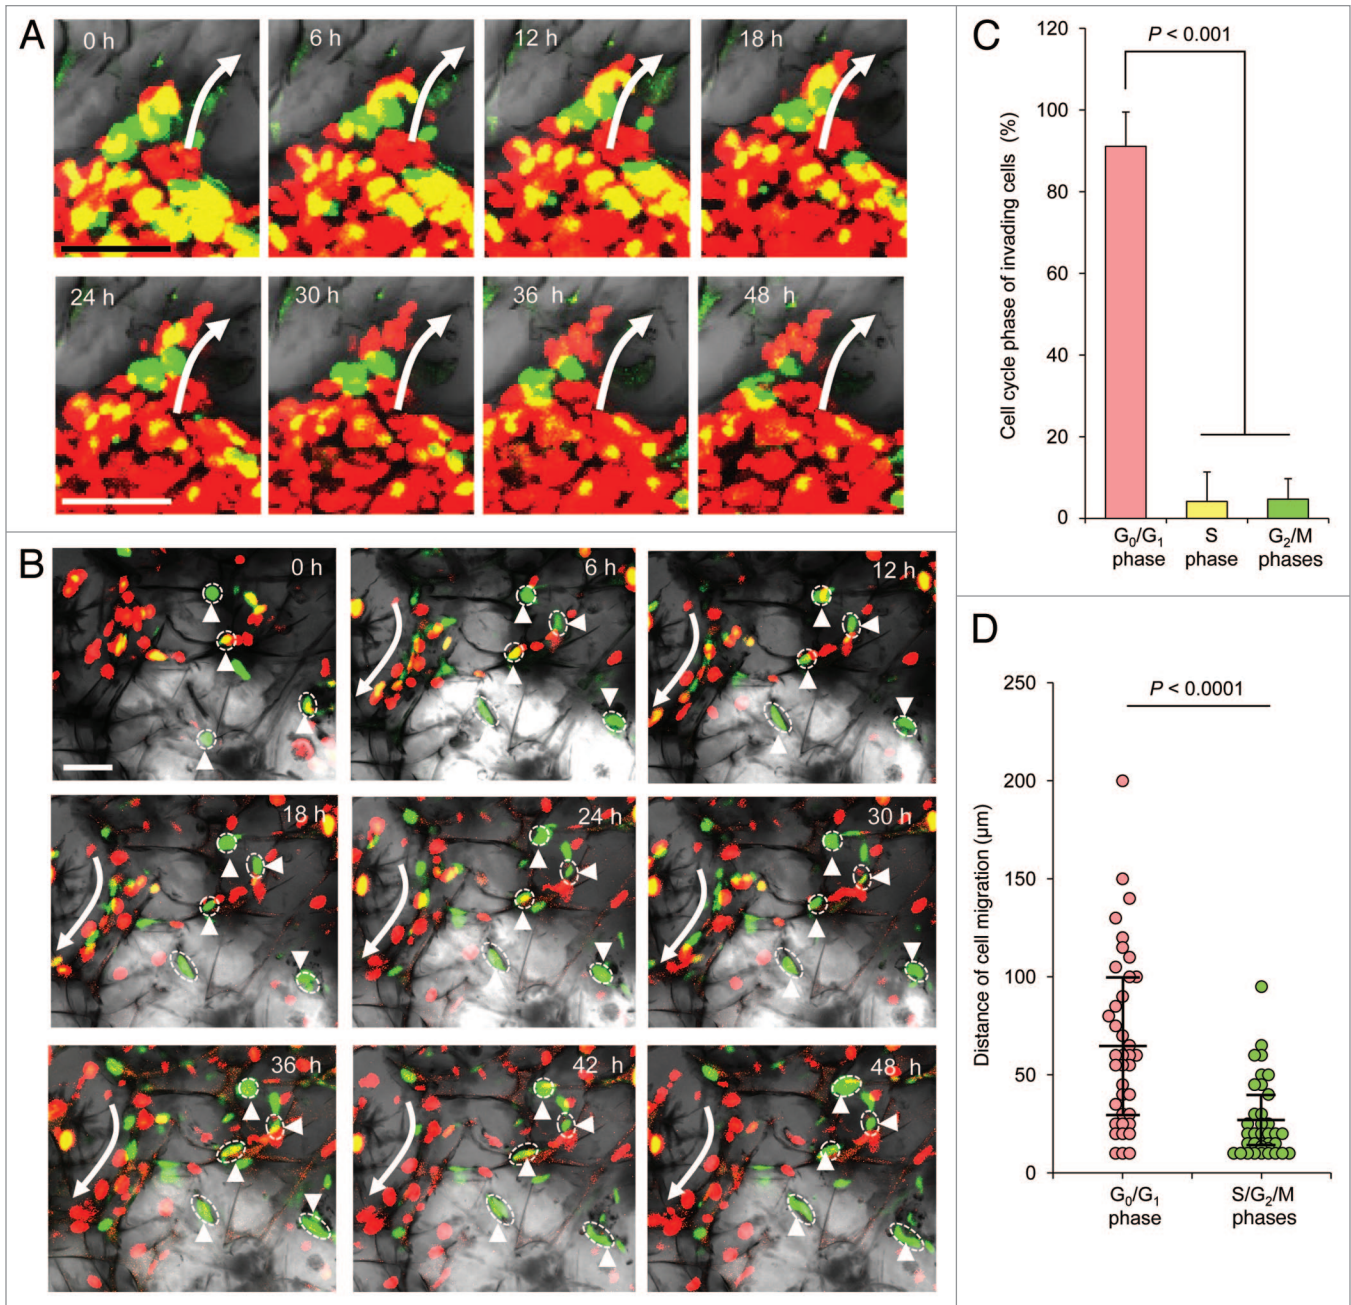 A
0 h
6 h
12 h
18 h
24 h
30 h
36 h
48 h
B
0 h
6 h
12 h
18 h
24 h
30 h
36 h
42 h
48 h
C
120
100
80
60
40
20
0
Cell cycle phase of invading cells (%)
P < 0.001
G₀/G₁
phase
S
phase
G₂/M
phases
D
250
200
150
100
50
0
Distance of cell migration (µm)
P < 0.0001
G₀/G₁
phase
S/G₂/M
phases